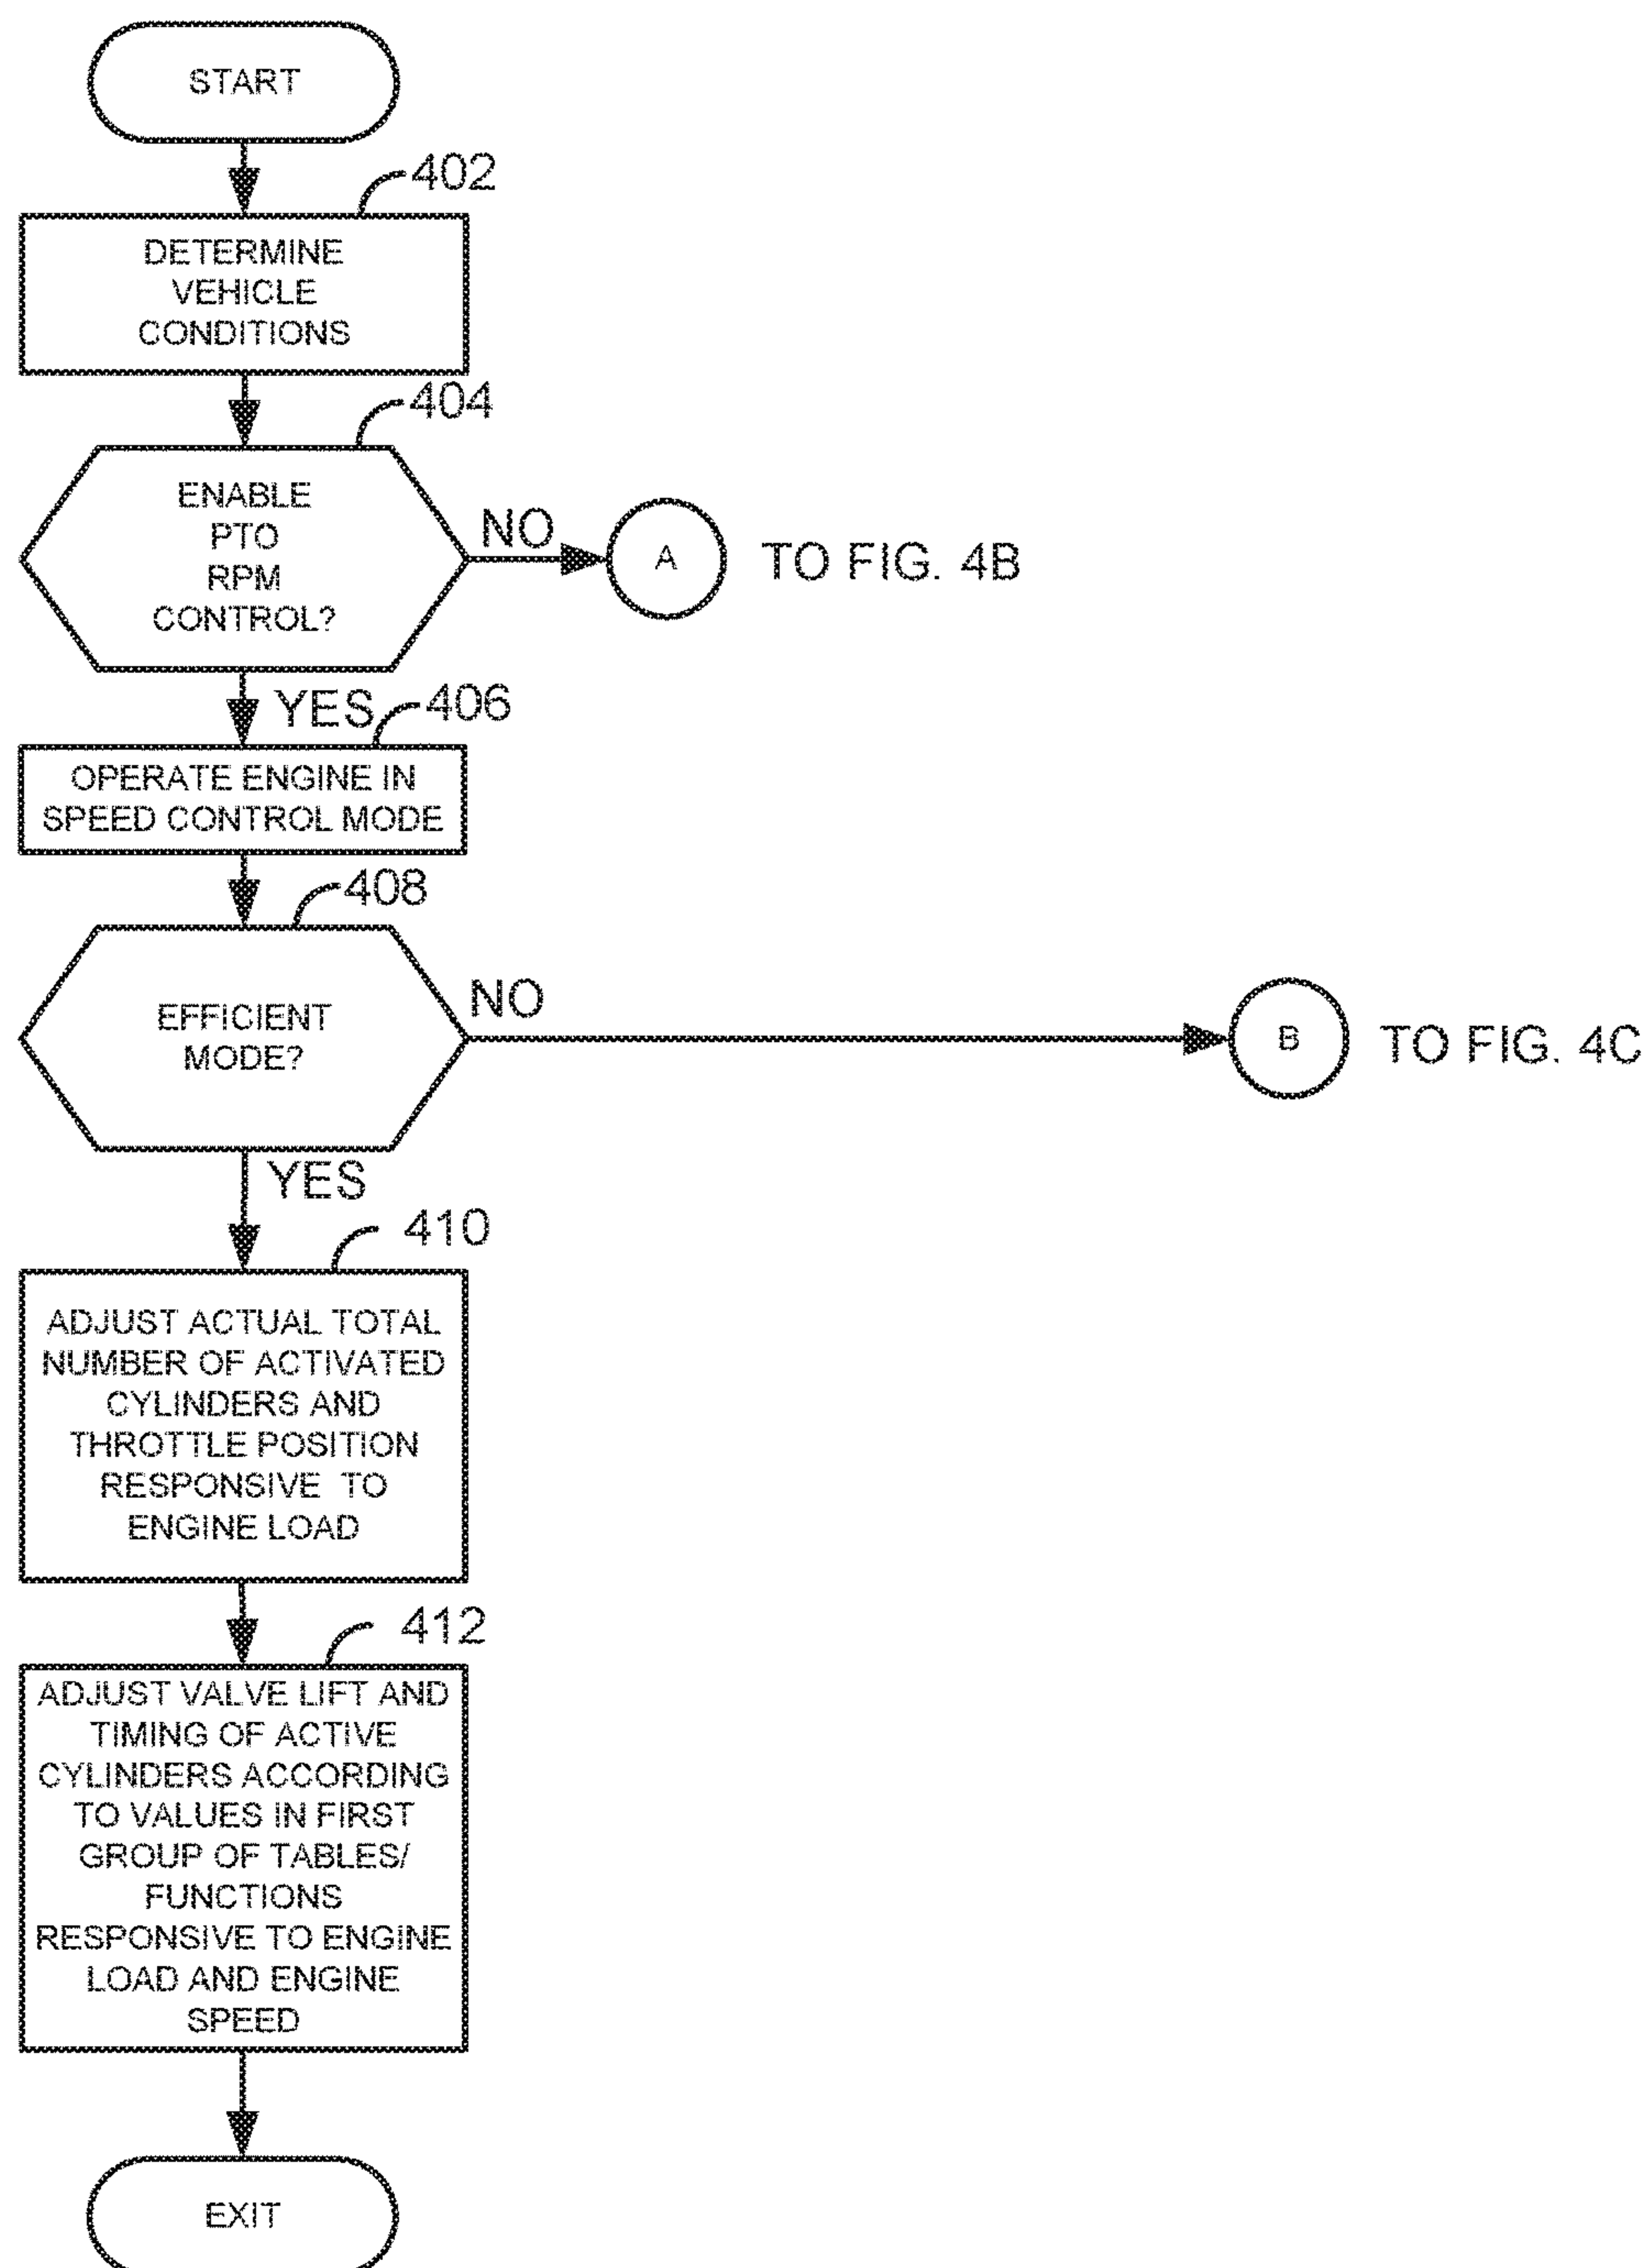 START
402
DETERMINE
VEHICLE
CONDITIONS
404
ENABLE
PTO
RPM
CONTROL?
NO
A
TO FIG. 4B
YES
406
OPERATE ENGINE IN
SPEED CONTROL MODE
408
EFFICIENT
MODE?
NO
B
TO FIG. 4C
YES
410
ADJUST ACTUAL TOTAL
NUMBER OF ACTIVATED
CYLINDERS AND
THROTTLE POSITION
RESPONSIVE TO
ENGINE LOAD
412
ADJUST VALVE LIFT AND
TIMING OF ACTIVE
CYLINDERS ACCORDING
TO VALUES IN FIRST
GROUP OF TABLES/
FUNCTIONS
RESPONSIVE TO ENGINE
LOAD AND ENGINE
SPEED
EXIT